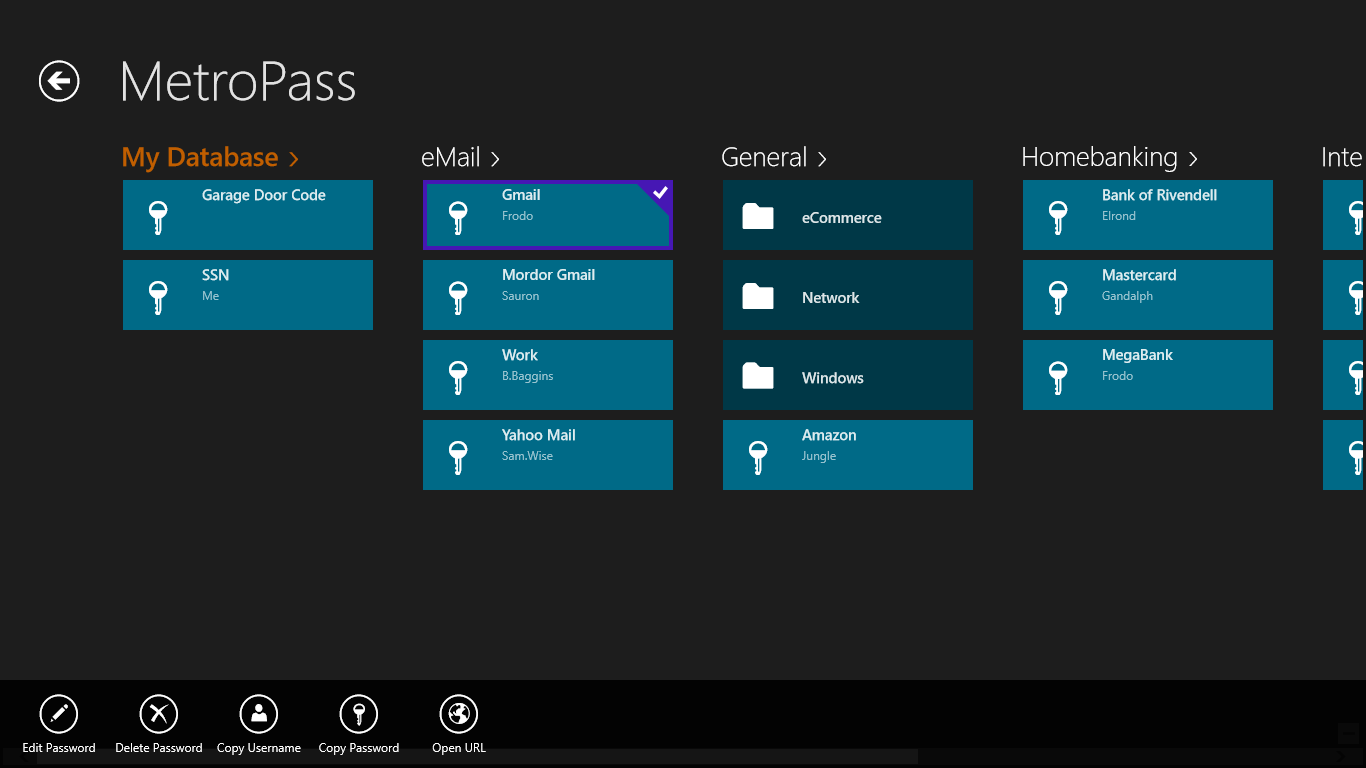 MetroPass
My Database
Garage Door Code
SSN
Me
eMail
Gmail
Frodo
Mordor Gmail
Sauron
Work
B.Baggins
Yahoo Mail
Sam.Wise
General
eCommerce
Network
Windows
Amazon
Jungle
Homebanking
Bank of Rivendell
Elrond
Mastercard
Gandalph
MegaBank
Frodo
Inte
Edit Password
Delete Password
Copy Username
Copy Password
Open URL